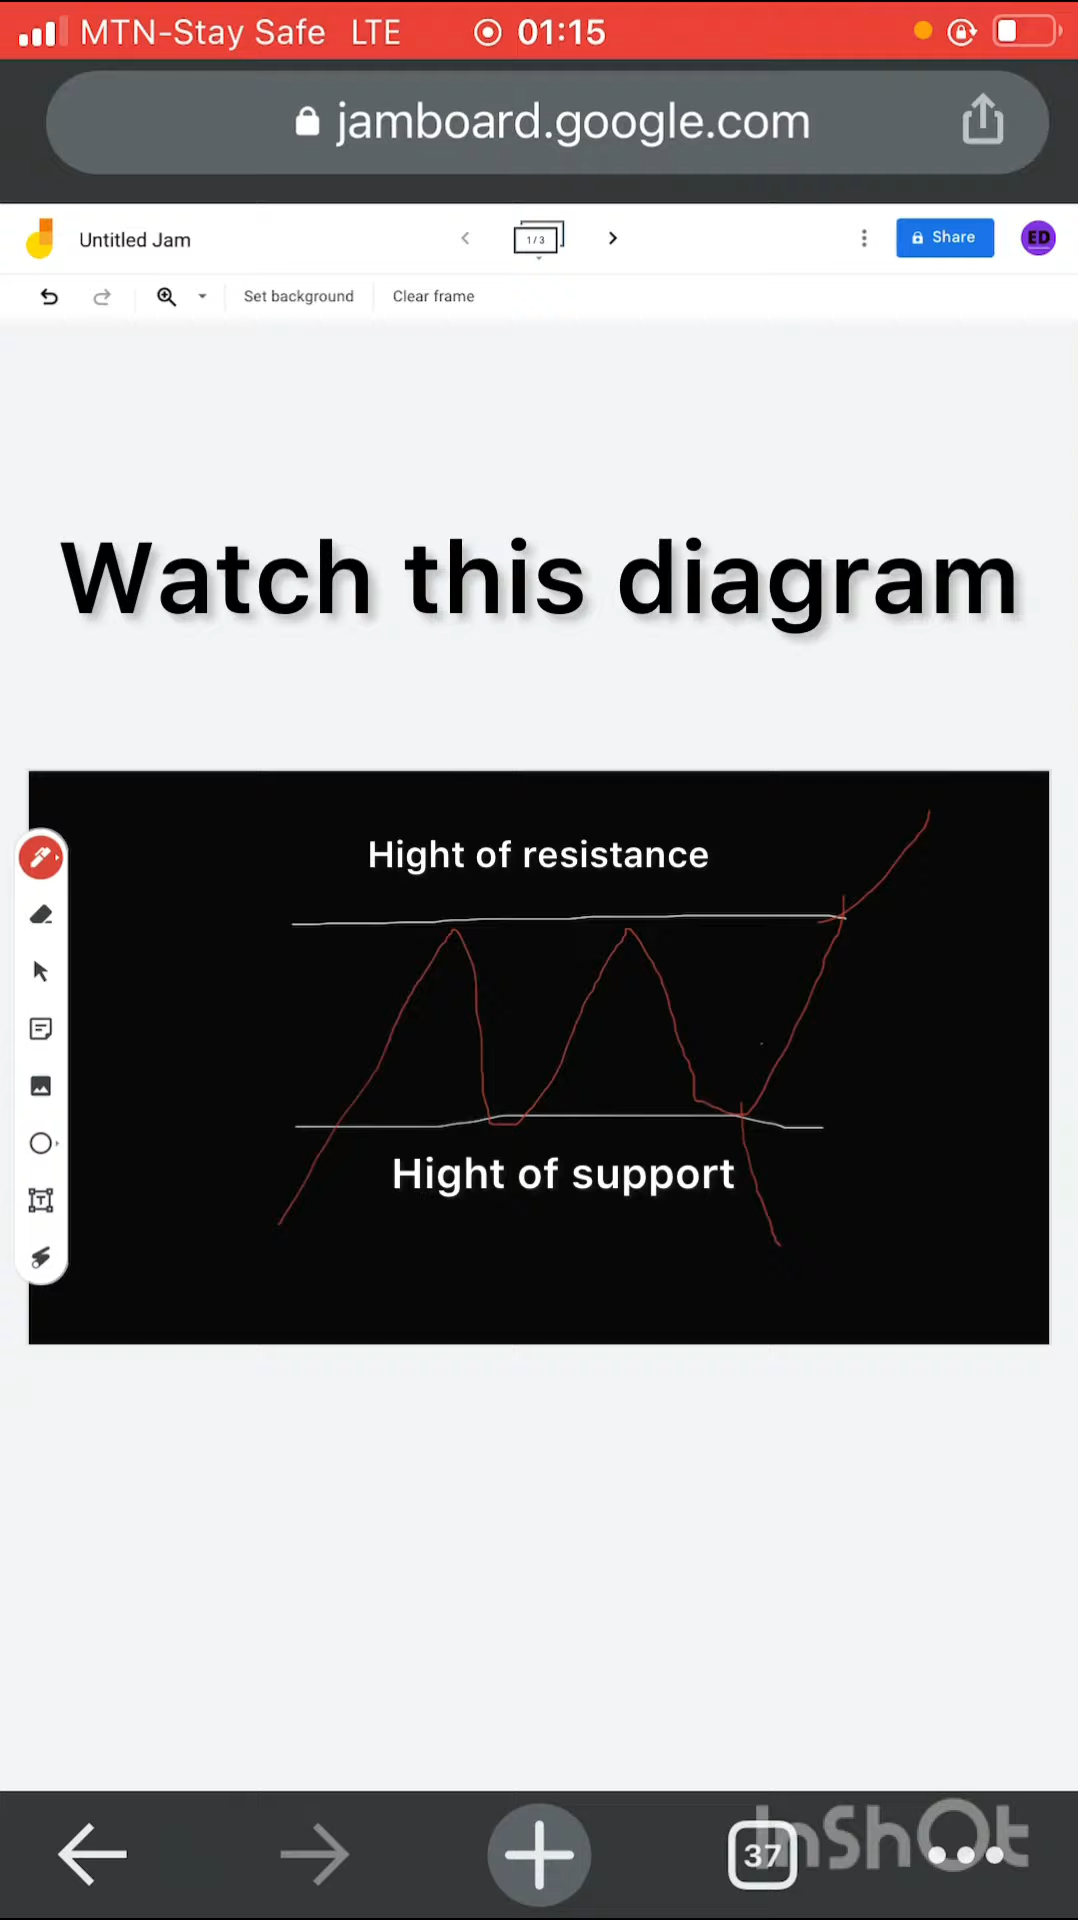 MTN-Stay Safe LTE 01:15
jamboard.google.com
Untitled Jam 1/3 Share ED
Set background Clear frame
Watch this diagram
Hight of resistance
Hight of support
37
InShOt